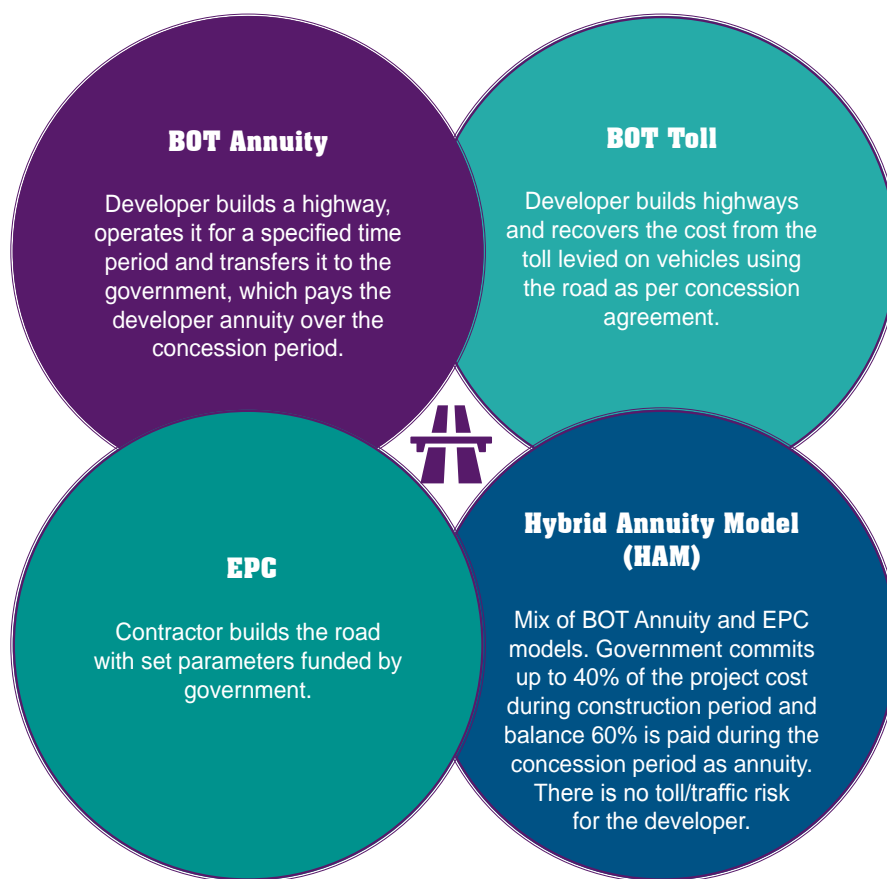 BOT Annuity
Developer builds a highway,
operates it for a specified time
period and transfers it to the
government, which pays the
developer annuity over the
concession period.
BOT Toll
Developer builds highways
and recovers the cost from the
toll levied on vehicles using
the road as per concession
agreement.
EPC
Contractor builds the road
with set parameters funded by
government.
Hybrid Annuity Model
(HAM)
Mix of BOT Annuity and EPC
models. Government commits
up to 40% of the project cost
during construction period and
balance 60% is paid during the
concession period as annuity.
There is no toll/traffic risk
for the developer.